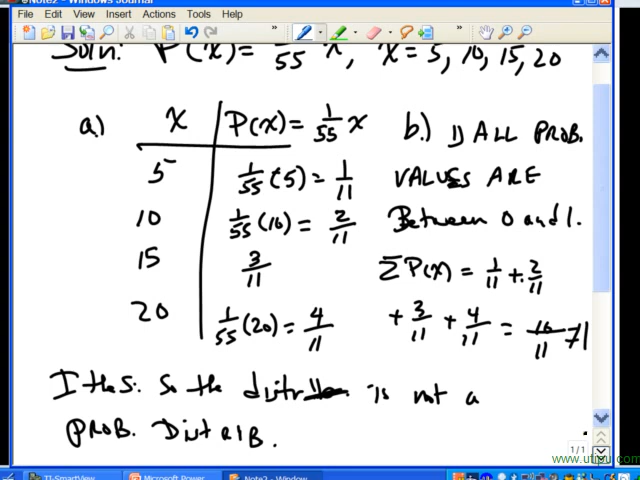 Note2 - Windows Journal
File Edit View Insert Actions Tools Help
Soln: P(x) = 1/55 x, x = 5, 10, 15, 20
a.) x P(x) = 1/55 x b.) 1) ALL PROB.
5 1/55 (5) = 1/11 VALUES ARE
10 1/55 (10) = 2/11 Between 0 and 1.
15 3/11 Σ P(x) = 1/11 + 2/11
20 1/55 (20) = 4/11 + 3/11 + 4/11 = 10/11 ≠ 1
So the is not a
PROB. DistRIB.
1/1
www.utipu.com
TI-SmartView Microsoft Power... Note2 - Windows ...